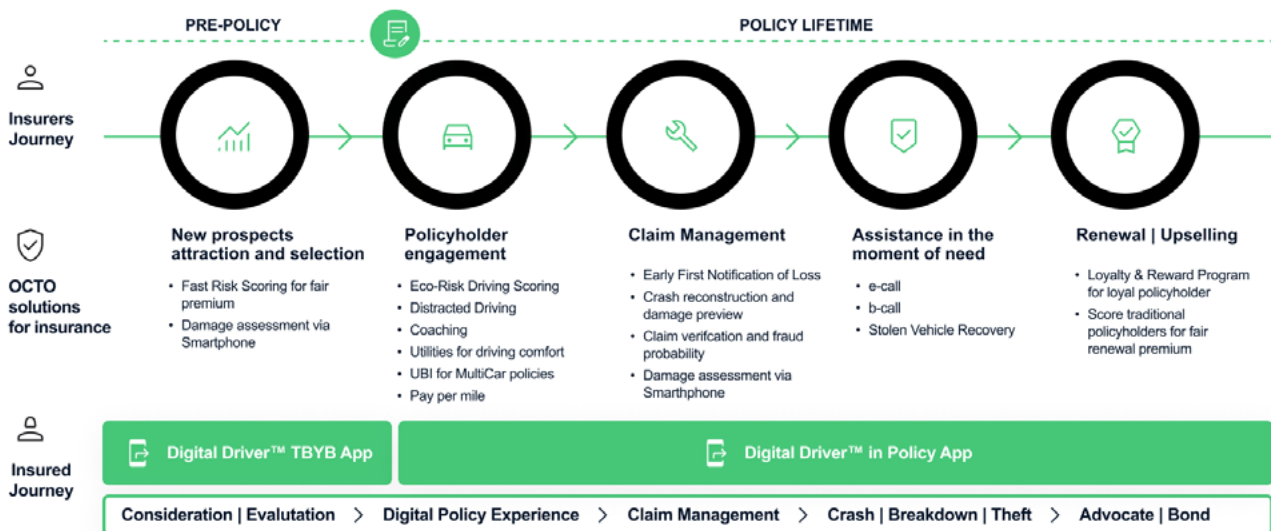 PRE-POLICY
POLICY LIFETIME
Insurers
Journey
OCTO
solutions
for insurance
New prospects
attraction and selection
• Fast Risk Scoring for fair
premium
• Damage assessment via
Smartphone
Policyholder
engagement
• Eco-Risk Driving Scoring
• Distracted Driving
• Coaching
• Utilities for driving comfort
• UBI for MultiCar policies
• Pay per mile
Claim Management
• Early First Notification of Loss
• Crash reconstruction and
damage preview
• Claim verifcation and fraud
probability
• Damage assessment via
Smarthphone
Assistance in the
moment of need
• e-call
• b-call
• Stolen Vehicle Recovery
Renewal | Upselling
• Loyalty & Reward Program
for loyal policyholder
• Score traditional
policyholders for fair
renewal premium
Insured
Journey
Digital Driver™ TBYB App
Digital Driver™ in Policy App
Consideration | Evalutation > Digital Policy Experience > Claim Management > Crash | Breakdown | Theft > Advocate | Bond